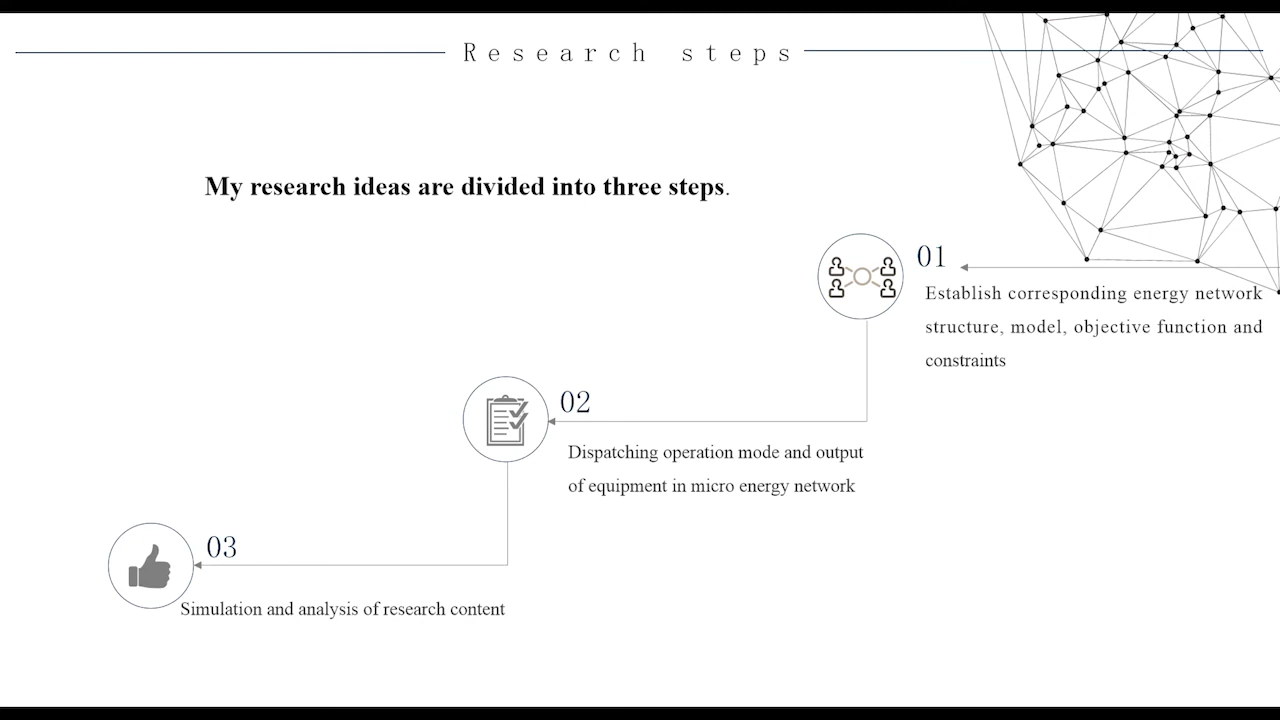 Research steps
My research ideas are divided into three steps.
01
Establish corresponding energy network
structure, model, objective function and
constraints
02
Dispatching operation mode and output
of equipment in micro energy network
03
Simulation and analysis of research content